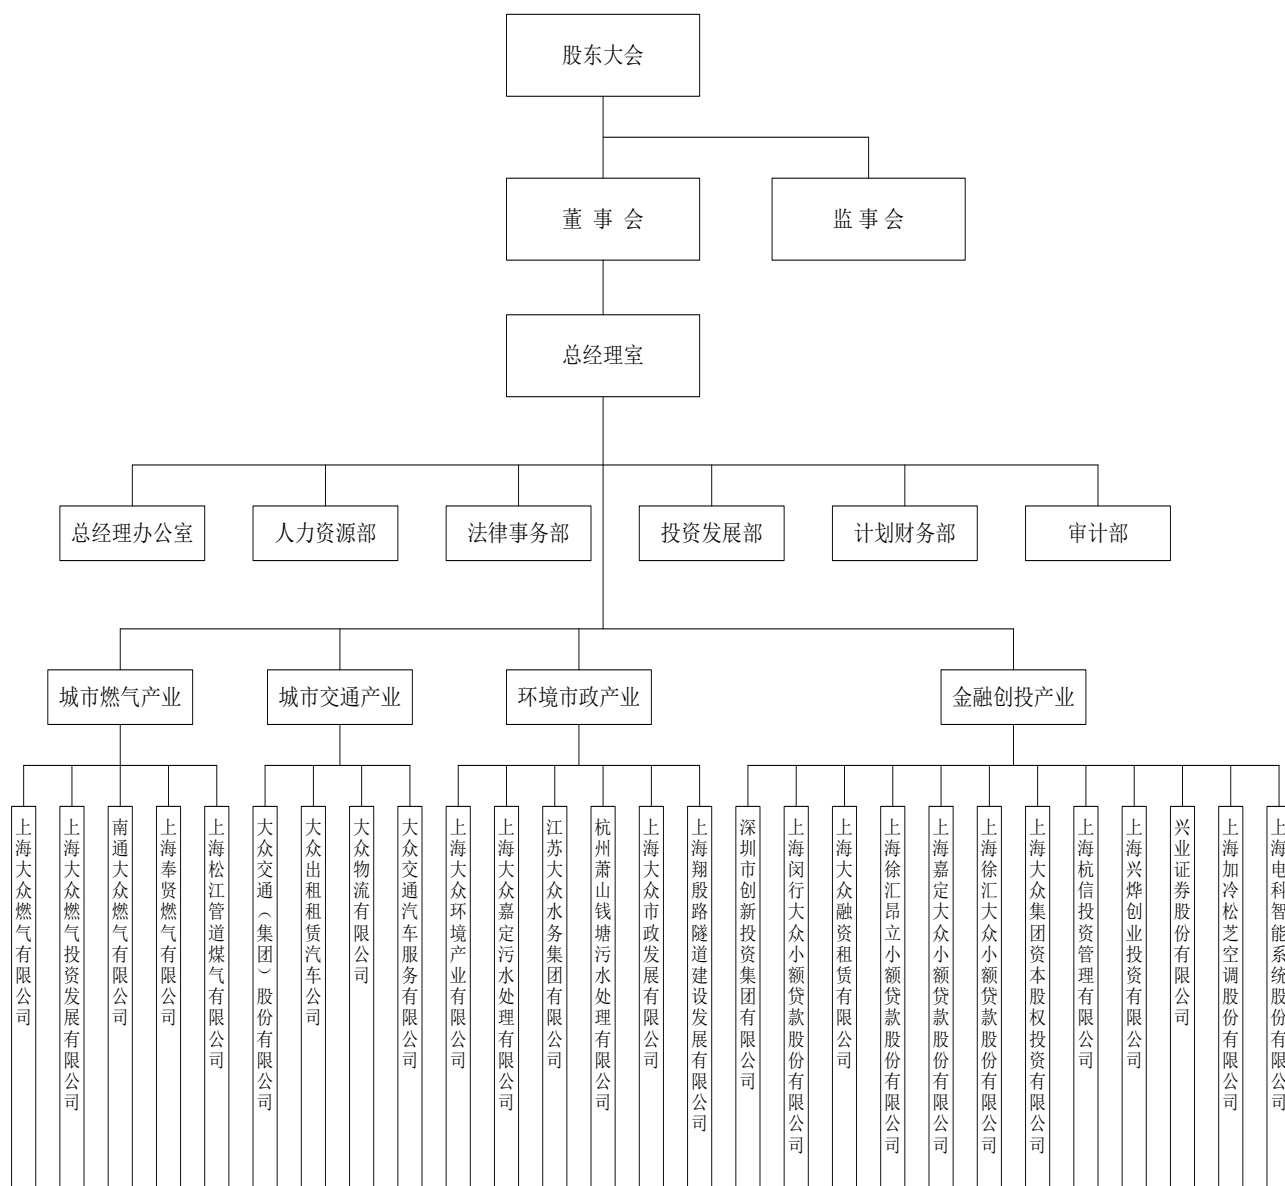 股东大会
董 事 会
监 事 会
总经理室
总经理办公室
人力资源部
法律事务部
投资发展部
计划财务部
审计部
城市燃气产业
城市交通产业
环境市政产业
金融创投产业
上海大众燃气有限公司
上海大众燃气投资发展有限公司
南通大众燃气有限公司
上海奉贤燃气有限公司
上海松江管道煤气有限公司
大众交通（集团）股份有限公司
大众出租租赁汽车公司
大众物流有限公司
大众交通汽车服务有限公司
上海大众环境产业有限公司
上海大众嘉定污水处理有限公司
江苏大众水务集团有限公司
杭州萧山钱塘污水处理有限公司
上海大众市政发展有限公司
上海翔殷路隧道建设发展有限公司
深圳市创新投资集团有限公司
上海闵行大众小额贷款股份有限公司
上海大众融资租赁有限公司
上海徐汇昂立小额贷款股份有限公司
上海嘉定大众小额贷款股份有限公司
上海徐汇大众小额贷款股份有限公司
上海大众集团资本股权投资有限公司
上海杭信投资管理有限公司
上海兴烨创业投资有限公司
兴业证券股份有限公司
上海加冷松芝空调股份有限公司
上海电科智能系统股份有限公司